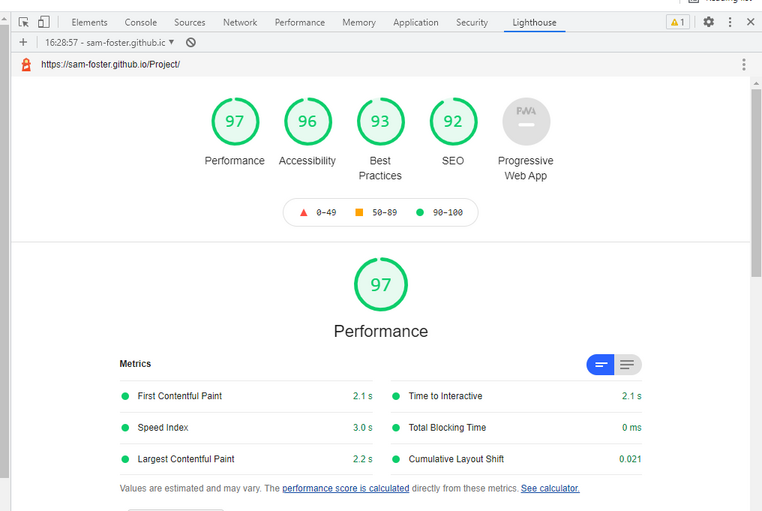 Elements Console Sources Network Performance Memory Application Security Lighthouse 1
16:28:57 - sam-foster.github.ic
https://sam-foster.github.io/Project/
97 96 93 92 PWA
Performance Accessibility Best Practices SEO Progressive Web App
0–49 50–89 90–100
97
Performance
Metrics
First Contentful Paint 2.1 s Time to Interactive 2.1 s
Speed Index 3.0 s Total Blocking Time 0 ms
Largest Contentful Paint 2.2 s Cumulative Layout Shift 0.021
Values are estimated and may vary. The performance score is calculated directly from these metrics. See calculator.